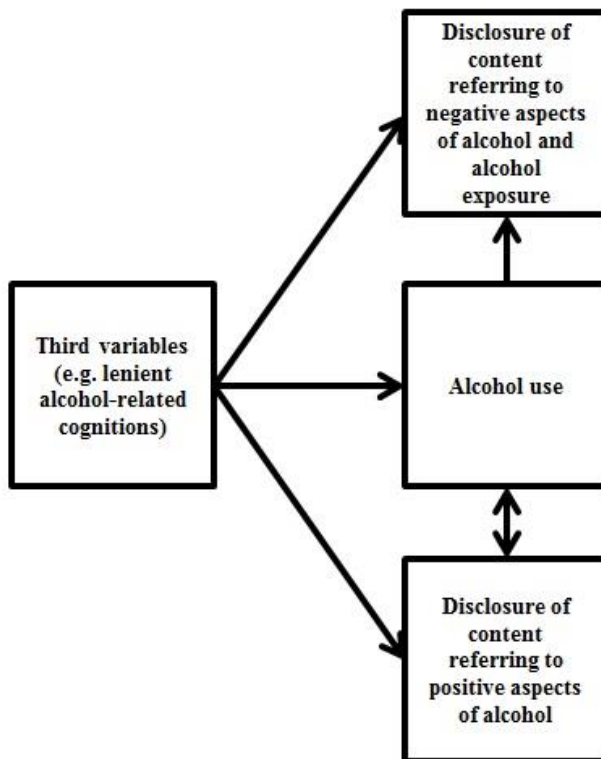 Disclosure of
content
referring to
negative aspects
of alcohol and
alcohol
exposure
Third variables
(e.g. lenient
alcohol-related
cognitions)
Alcohol use
Disclosure of
content
referring to
positive aspects
of alcohol